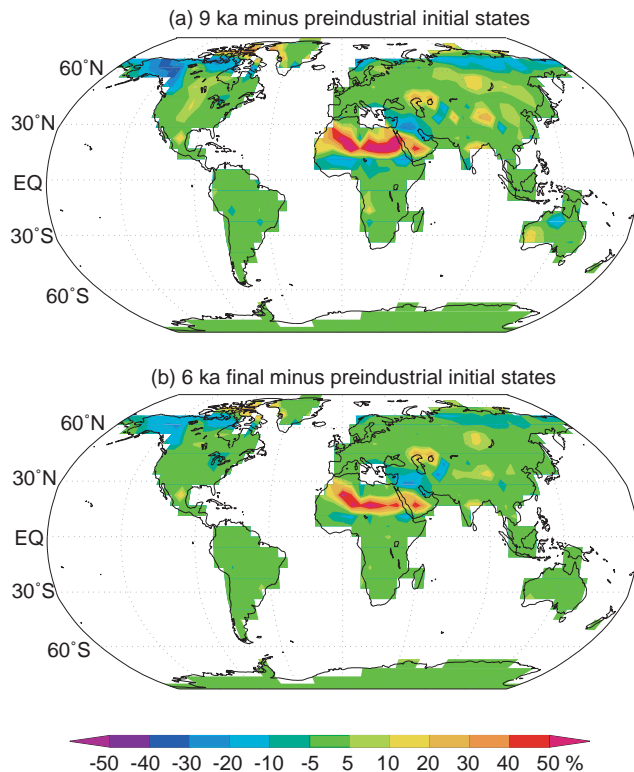 (a) 9 ka minus preindustrial initial states
60˚N
30˚N
EQ
30˚S
60˚S
(b) 6 ka final minus preindustrial initial states
60˚N
30˚N
EQ
30˚S
60˚S
-50 -40 -30 -20 -10 -5 5 10 20 30 40 50 %